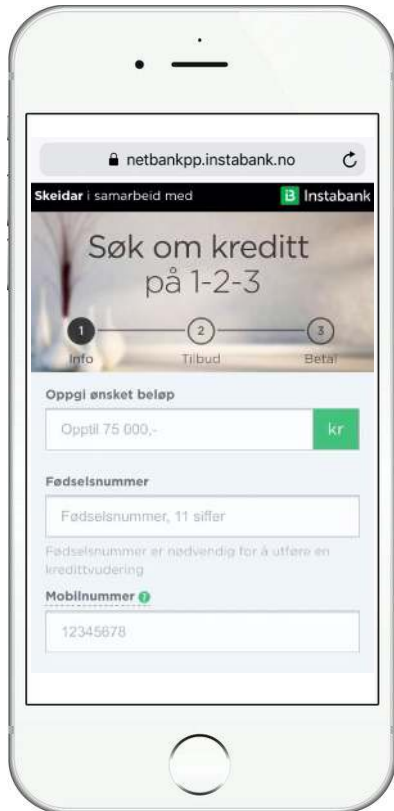 netbankpp.instabank.no
Skeidar i samarbeid med Instabank
Søk om kreditt
på 1-2-3
1 2 3
Info Tilbud Betal
Oppgi ønsket beløp
Opptil 75 000,- kr
Fødselsnummer
Fødselsnummer, 11 siffer
Fødselsnummer er nødvendig for å utføre en
kredittvudering
Mobilnummer ?
12345678